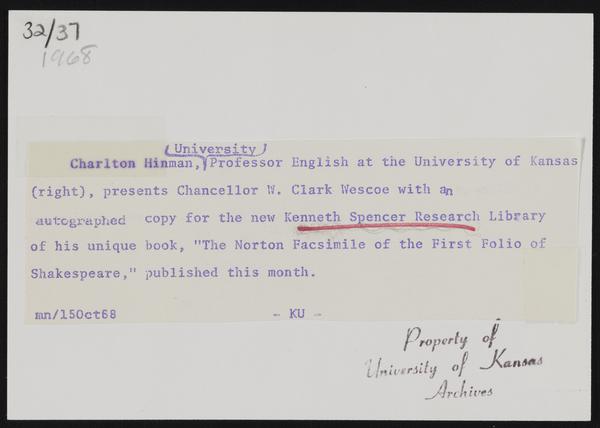 32/37
1968
University
Charlton Hinman, Professor English at the University of Kansas
(right), presents Chancellor W. Clark Wescoe with an
autographed copy for the new Kenneth Spencer Research Library
of his unique book, "The Norton Facsimile of the First Folio of
Shakespeare," published this month.
mn/15Oct68 - KU -
Property of
University of Kansas
Archives